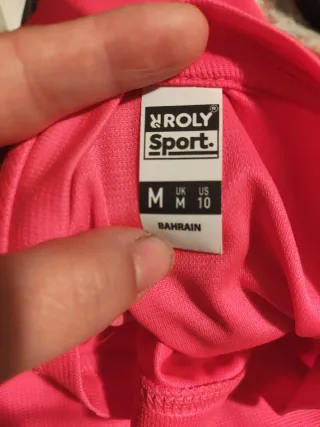 ROLY®
Sport.
M UK M US 10
BAHRAIN